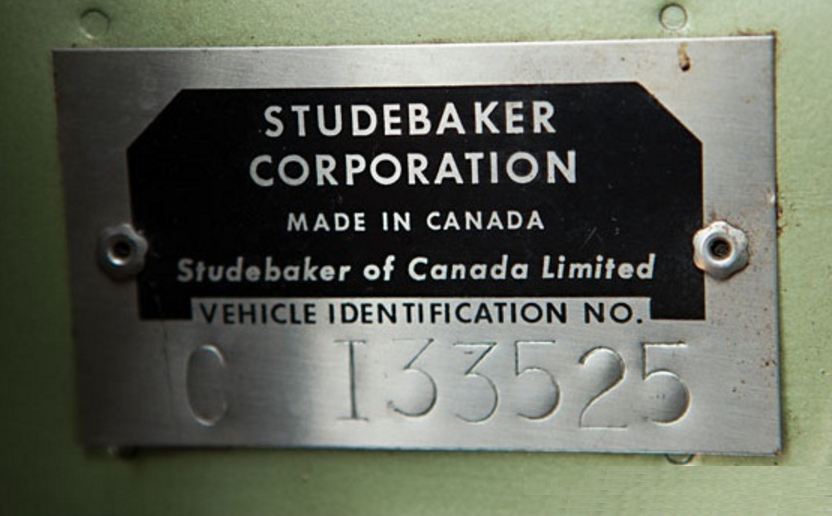 STUDEBAKER
CORPORATION
MADE IN CANADA
Studebaker of Canada Limited
VEHICLE IDENTIFICATION NO.
C 133525